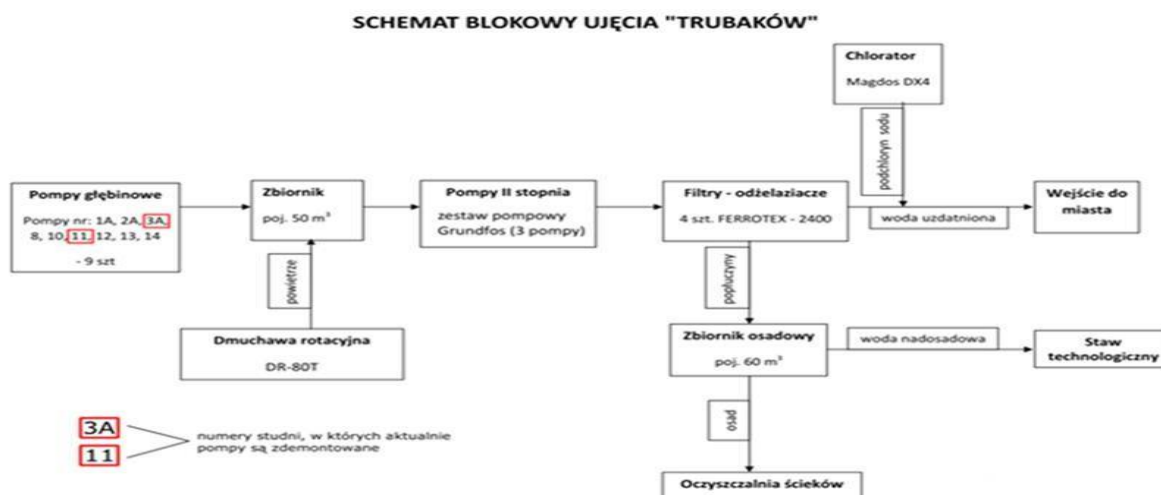 SCHEMAT BLOKOWY UJĘCIA "TRUBAKÓW"
Chlorator
Magdos DX4
podchloryn sodu
Pompy głębinowe
Pompy nr: 1A, 2A, 3A,
8, 10, 11, 12, 13, 14
- 9 szt
Zbiornik
poj. 50 m³
Pompy II stopnia
zestaw pompowy
Grundfos (3 pompy)
Filtry - odżelaziacze
4 szt. FERROTEX - 2400
woda uzdatniona
Wejście do
miasta
powietrze
popłuczyny
Dmuchawa rotacyjna
DR-80T
Zbiornik osadowy
poj. 60 m³
woda nadosadowa
Staw
technologiczny
osad
3A
11
numery studni, w których aktualnie
pompy są zdemontowane
Oczyszczalnia ścieków